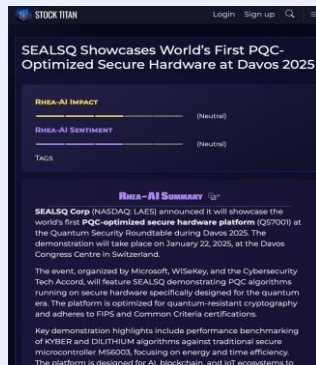 STOCK TITAN
Login Sign up
SEALSQ Showcases World's First PQC-
Optimized Secure Hardware at Davos 2025
RHEA-AI IMPACT
(Neutral)
RHEA-AI SENTIMENT
(Neutral)
TAGS
RHEA-AI SUMMARY
SEALSQ Corp (NASDAQ: LAES) announced it will showcase the
world's first PQC-optimized secure hardware platform (QS7001) at
the Quantum Security Roundtable during Davos 2025. The
demonstration will take place on January 22, 2025, at the Davos
Congress Centre in Switzerland.
The event, organized by Microsoft, WISeKey, and the Cybersecurity
Tech Accord, will feature SEALSQ demonstrating PQC algorithms
running on secure hardware specifically designed for the quantum
era. The platform is optimized for quantum-resistant cryptography
and adheres to FIPS and Common Criteria certifications.
Key demonstration highlights include performance benchmarking
of KYBER and DILITHIUM algorithms against traditional secure
microcontroller MS6003, focusing on energy and time efficiency.
The platform is designed for AI, blockchain, and IoT ecosystems to